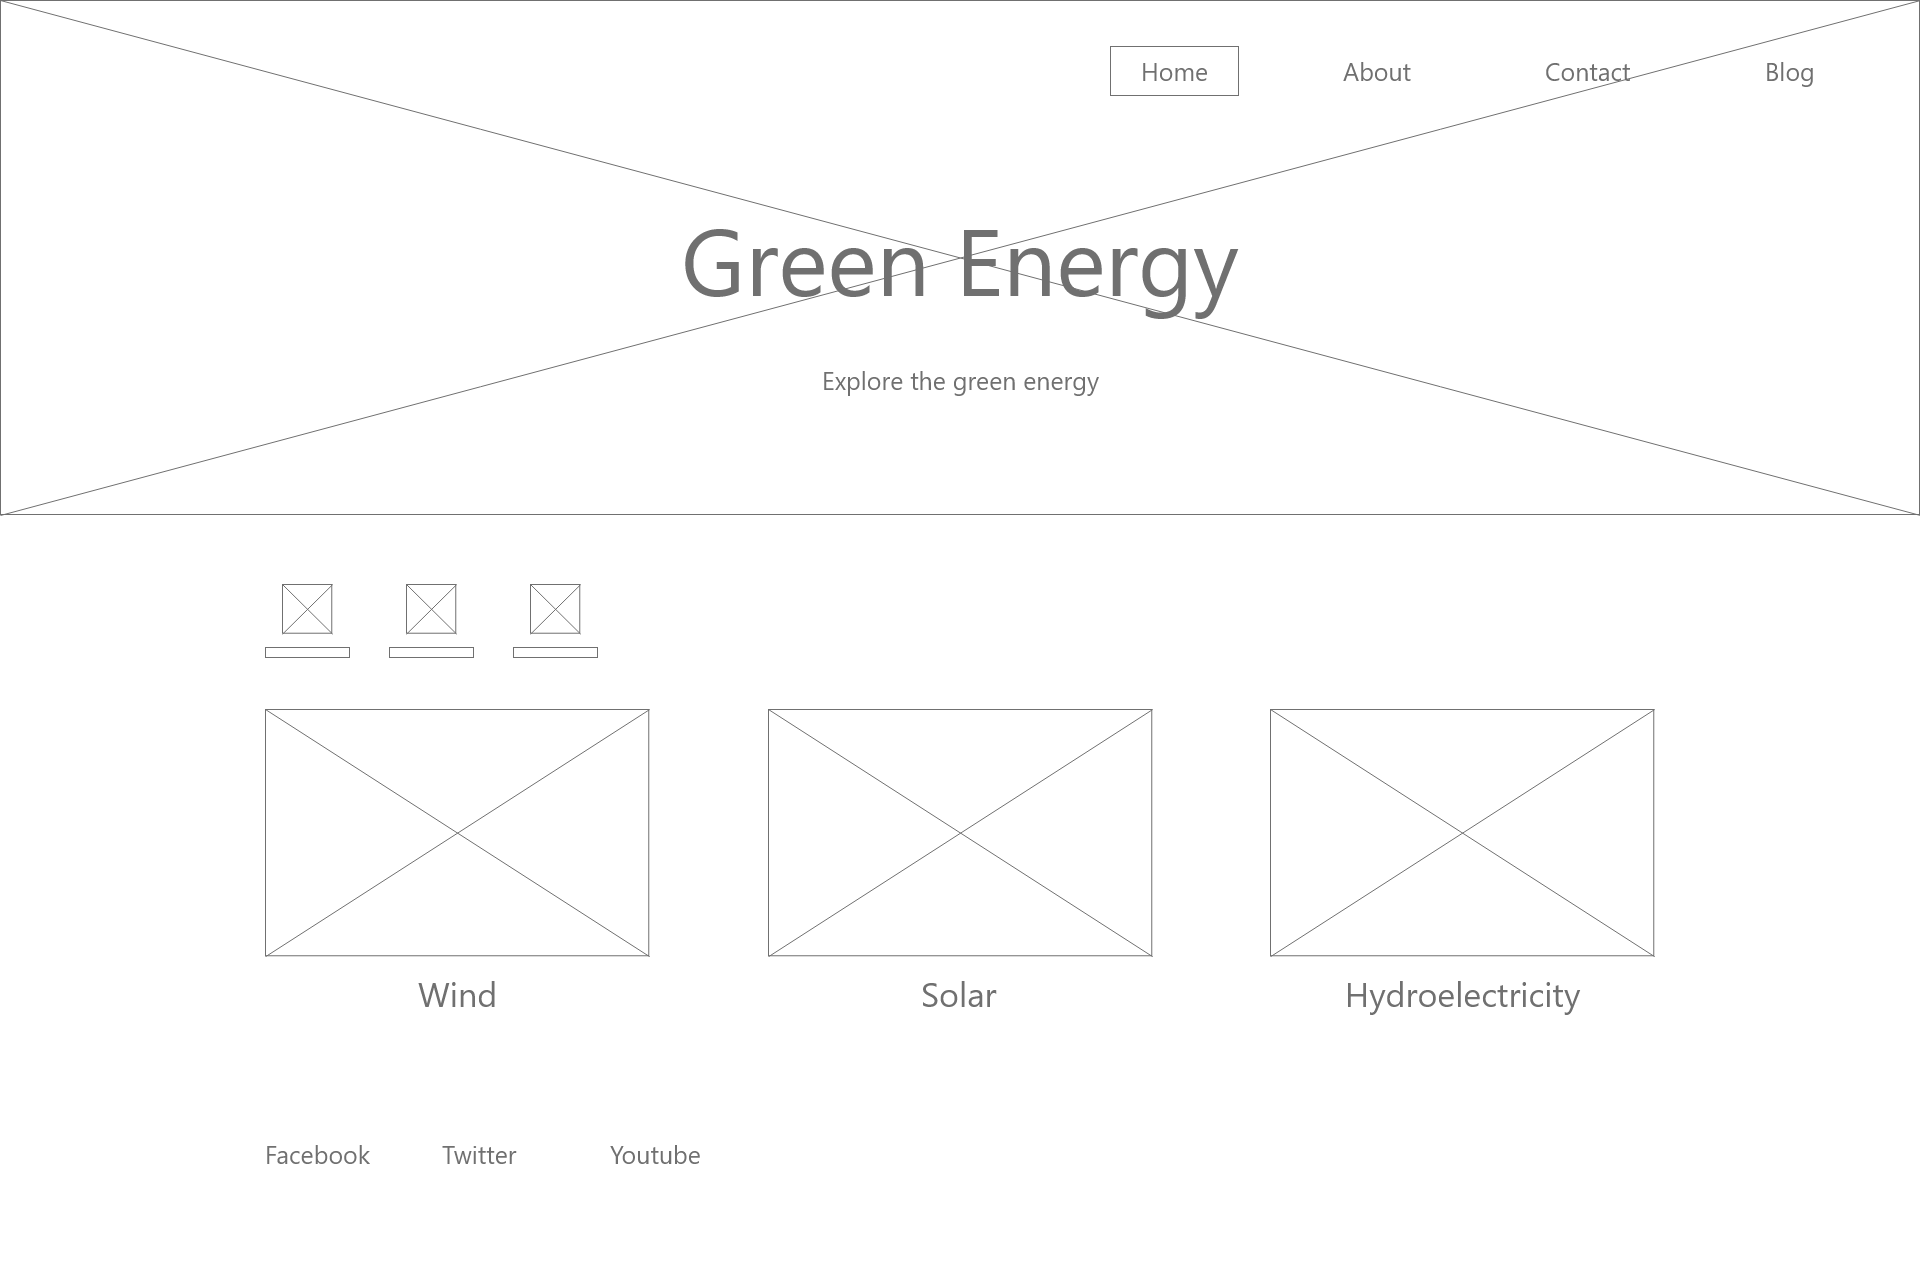 Home About Contact Blog
Green Energy
Explore the green energy
Wind Solar Hydroelectricity
Facebook Twitter Youtube